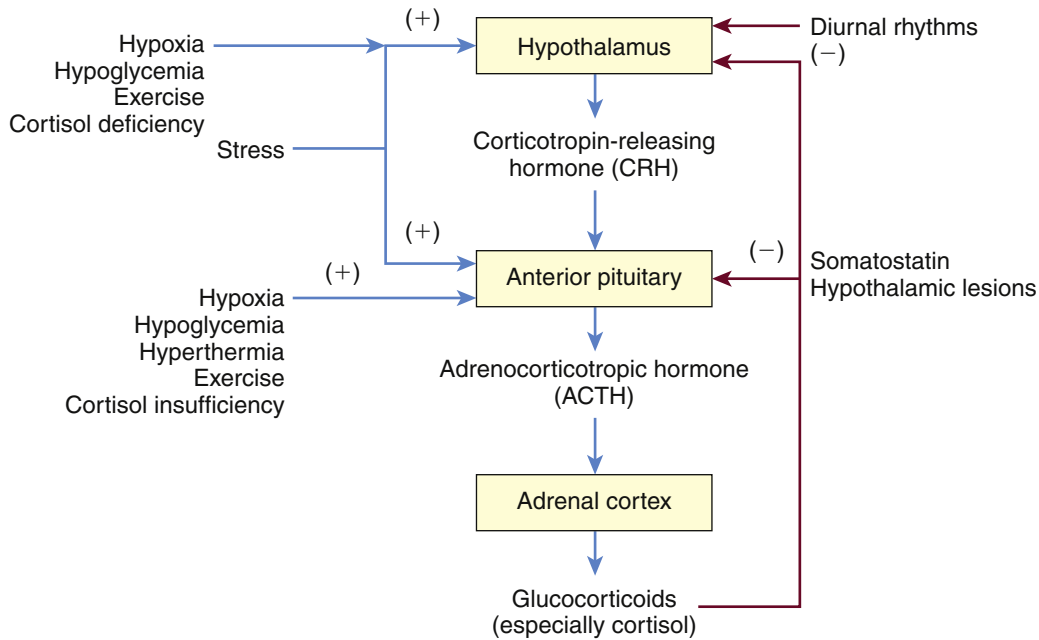 (+)
Hypoxia
Hypoglycemia
Exercise
Cortisol deficiency
Stress
Hypothalamus
Diurnal rhythms
(−)
Corticotropin-releasing
hormone (CRH)
(+)
(+)
Hypoxia
Hypoglycemia
Hyperthermia
Exercise
Cortisol insufficiency
Anterior pituitary
(−)
Somatostatin
Hypothalamic lesions
Adrenocorticotropic hormone
(ACTH)
Adrenal cortex
Glucocorticoids
(especially cortisol)